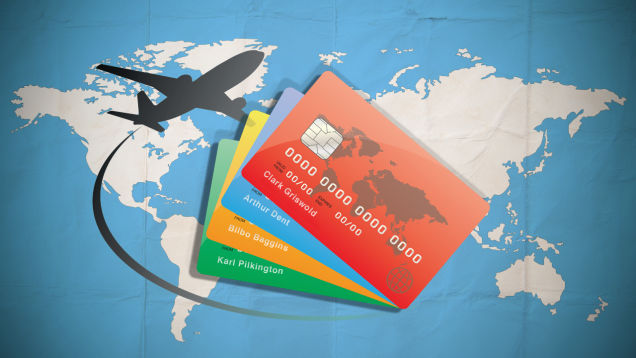 0000 0000 0000 0000
00/00 00/00
Clark Griswold
Arthur Dent
Bilbo Baggins
Karl Pilkington